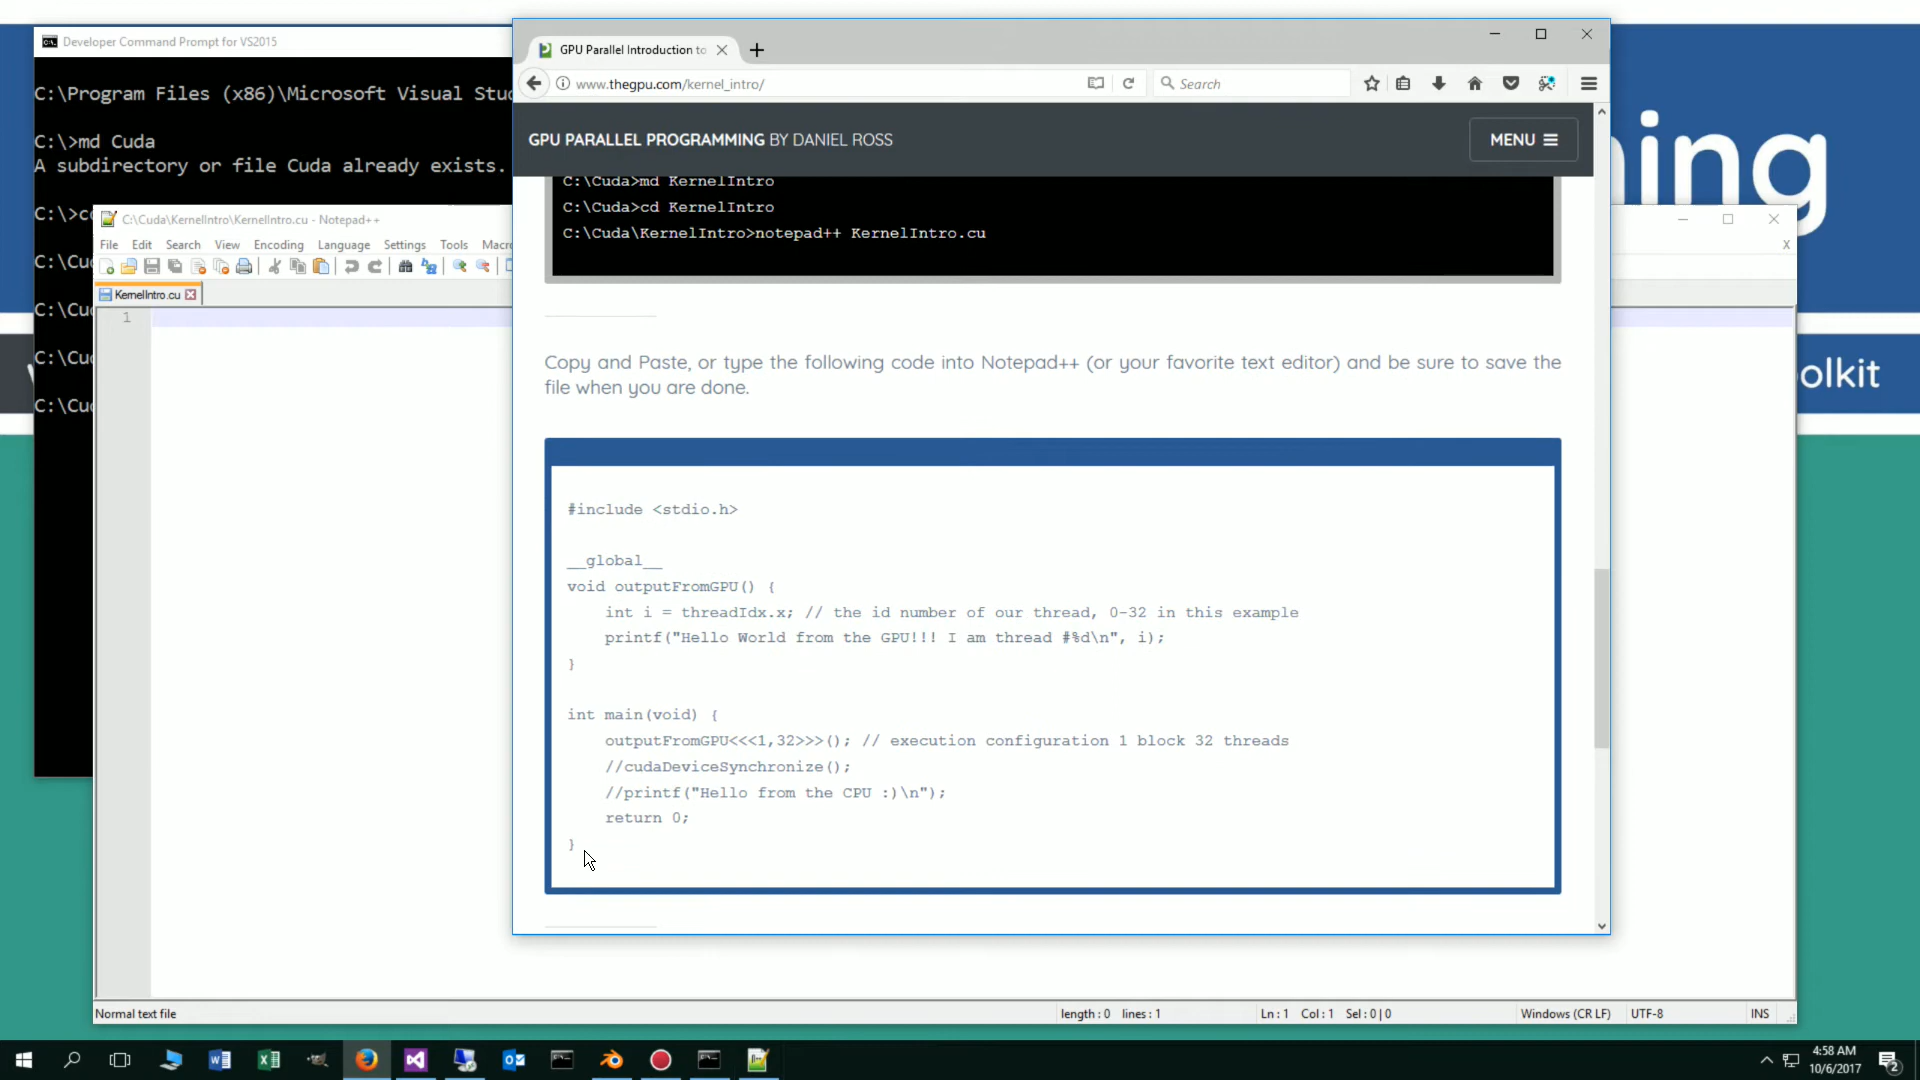 Developer Command Prompt for VS2015
C:\Program Files (x86)\Microsoft Visual Stu
C:\>md Cuda
A subdirectory or file Cuda already exists.
C:\>c
C:\Cu
C:\Cu
C:\Cu
C:\Cu
C:\Cuda\KernelIntro\KernelIntro.cu - Notepad++
File Edit Search View Encoding Language Settings Tools Macro
KernelIntro.cu
1
GPU Parallel Introduction to
www.thegpu.com/kernel_intro/
Search
GPU PARALLEL PROGRAMMING BY DANIEL ROSS
MENU
C:\Cuda>md KernelIntro
C:\Cuda>cd KernelIntro
C:\Cuda\KernelIntro>notepad++ KernelIntro.cu
Copy and Paste, or type the following code into Notepad++ (or your favorite text editor) and be sure to save the
file when you are done.
#include <stdio.h>
__global__
void outputFromGPU() {
int i = threadIdx.x; // the id number of our thread, 0-32 in this example
printf("Hello World from the GPU!!! I am thread #%d\n", i);
}
int main(void) {
outputFromGPU<<<1,32>>>(); // execution configuration 1 block 32 threads
//cudaDeviceSynchronize();
//printf("Hello from the CPU :)\n");
return 0;
}
ning
olkit
X
Normal text file
length : 0 lines : 1
Ln : 1 Col : 1 Sel : 0 | 0
Windows (CR LF)
UTF-8
INS
4:58 AM
10/6/2017
2